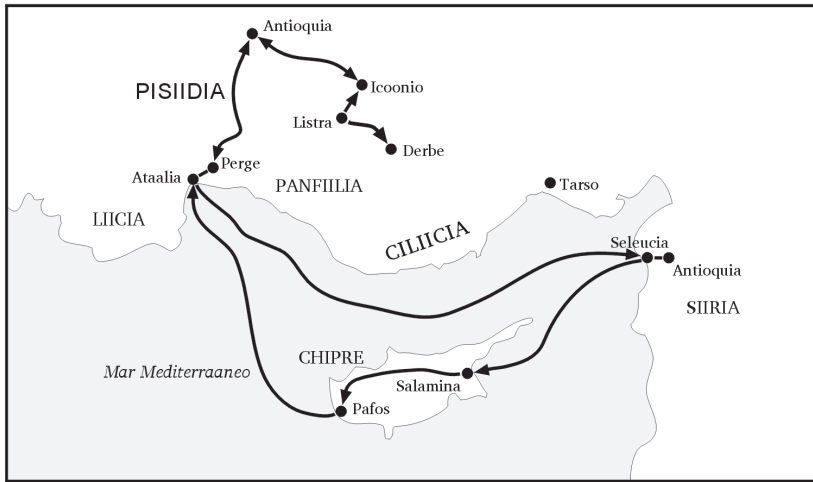 Antioquia
PISIIDIA
Icoonio
Listra
Derbe
Perge
Ataalia
PANFIILIA
Tarso
LIICIA
CILIICIA
Seleucia
Antioquia
SIIRIA
CHIPRE
Mar Mediterraaneo
Salamina
Pafos